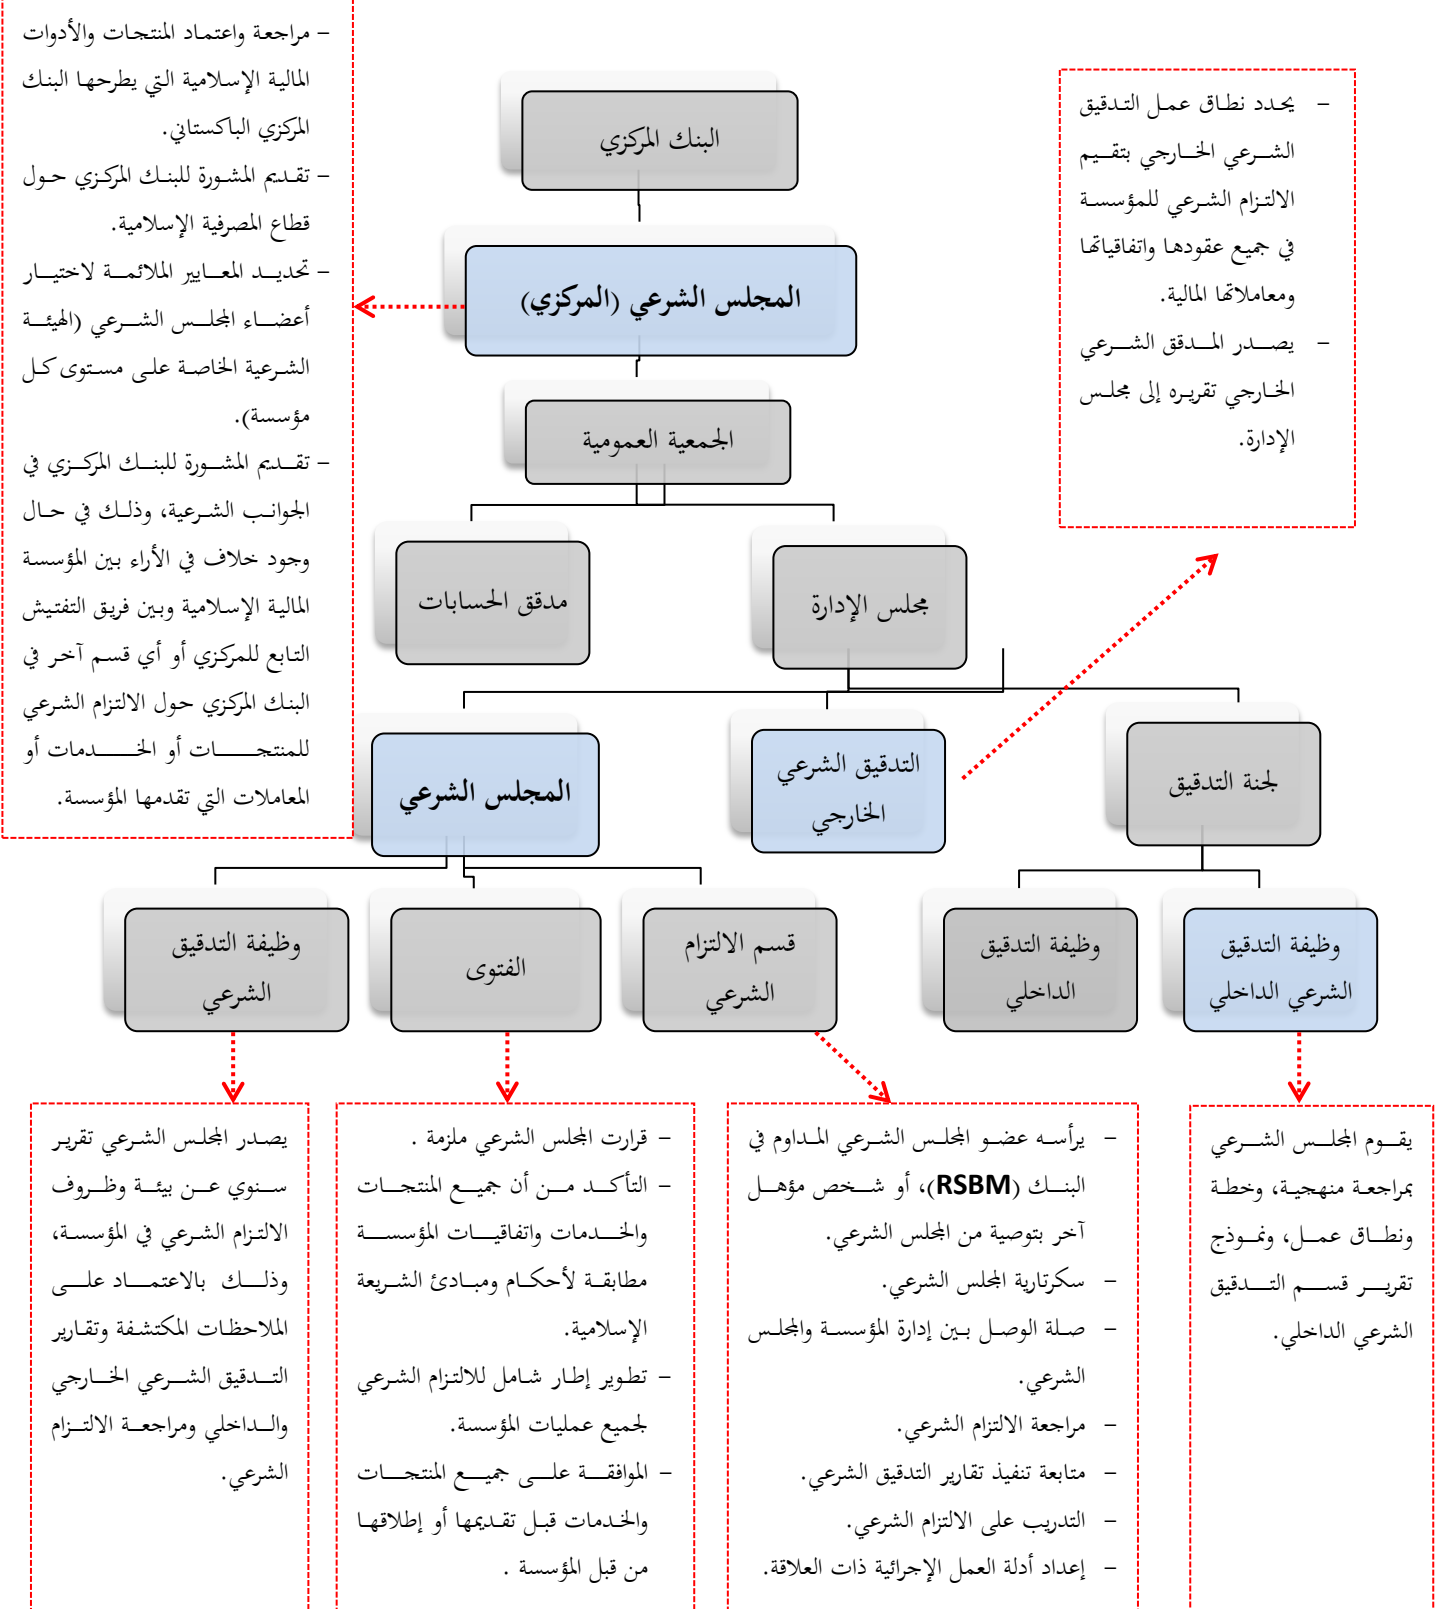 البنك المركزي
المجلس الشرعي (المركزي)
الجمعية العمومية
مدقق الحسابات
مجلس الإدارة
المجلس الشرعي
التدقيق الشرعي
الخارجي
لجنة التدقيق
وظيفة التدقيق
الشرعي
الفتوى
قسم الالتزام
الشرعي
وظيفة التدقيق
الداخلي
وظيفة التدقيق
الشرعي الداخلي
- يحدد نطاق عمل التدقيق
الشرعي الخارجي بتقييم
الالتزام الشرعي للمؤسسة
في جميع عقودها واتفاقياتها
ومعاملاتها المالية.
- يصدر المدقق الشرعي
الخارجي تقريره إلى مجلس
الإدارة.
- مراجعة واعتماد المنتجات والأدوات
المالية الإسلامية التي يطرحها البنك
المركزي الباكستاني.
- تقديم المشورة للبنك المركزي حول
قطاع المصرفية الإسلامية.
- تحديد المعايير الملائمة لاختيار
أعضاء المجلس الشرعي (الهيئة
الشرعية الخاصة على مستوى كل
مؤسسة).
- تقديم المشورة للبنك المركزي في
الجوانب الشرعية، وذلك في حال
وجود خلاف في الأراء بين المؤسسة
المالية الإسلامية وبين فريق التفتيش
التابع للمركزي أو أي قسم آخر في
البنك المركزي حول الالتزام الشرعي
للمنتجات أو الخدمات أو
المعاملات التي تقدمها المؤسسة.
يقوم المجلس الشرعي
بمراجعة منهجية، وخطة
ونطاق عمل، ونموذج
تقرير قسم التدقيق
الشرعي الداخلي.
- يرأسه عضو المجلس الشرعي المداوم في
البنك (RSBM)، أو شخص مؤهل
آخر بتوصية من المجلس الشرعي.
- سكرتارية المجلس الشرعي.
- صلة الوصل بين إدارة المؤسسة والمجلس
الشرعي.
- مراجعة الالتزام الشرعي.
- متابعة تنفيذ تقارير التدقيق الشرعي.
- التدريب على الالتزام الشرعي.
- إعداد أدلة العمل الإجرائية ذات العلاقة.
- قرارت المجلس الشرعي ملزمة .
- التأكد من أن جميع المنتجات
والخدمات واتفاقيات المؤسسة
مطابقة لأحكام ومبادئ الشريعة
الإسلامية.
- تطوير إطار شامل للالتزام الشرعي
لجميع عمليات المؤسسة.
- الموافقة على جميع المنتجات
والخدمات قبل تقديمها أو إطلاقها
من قبل المؤسسة .
يصدر المجلس الشرعي تقرير
سنوي عن بيئة وظروف
الالتزام الشرعي في المؤسسة،
وذلك بالاعتماد على
الملاحظات المكتشفة وتقارير
التدقيق الشرعي الخارجي
والداخلي ومراجعة الالتزام
الشرعي.